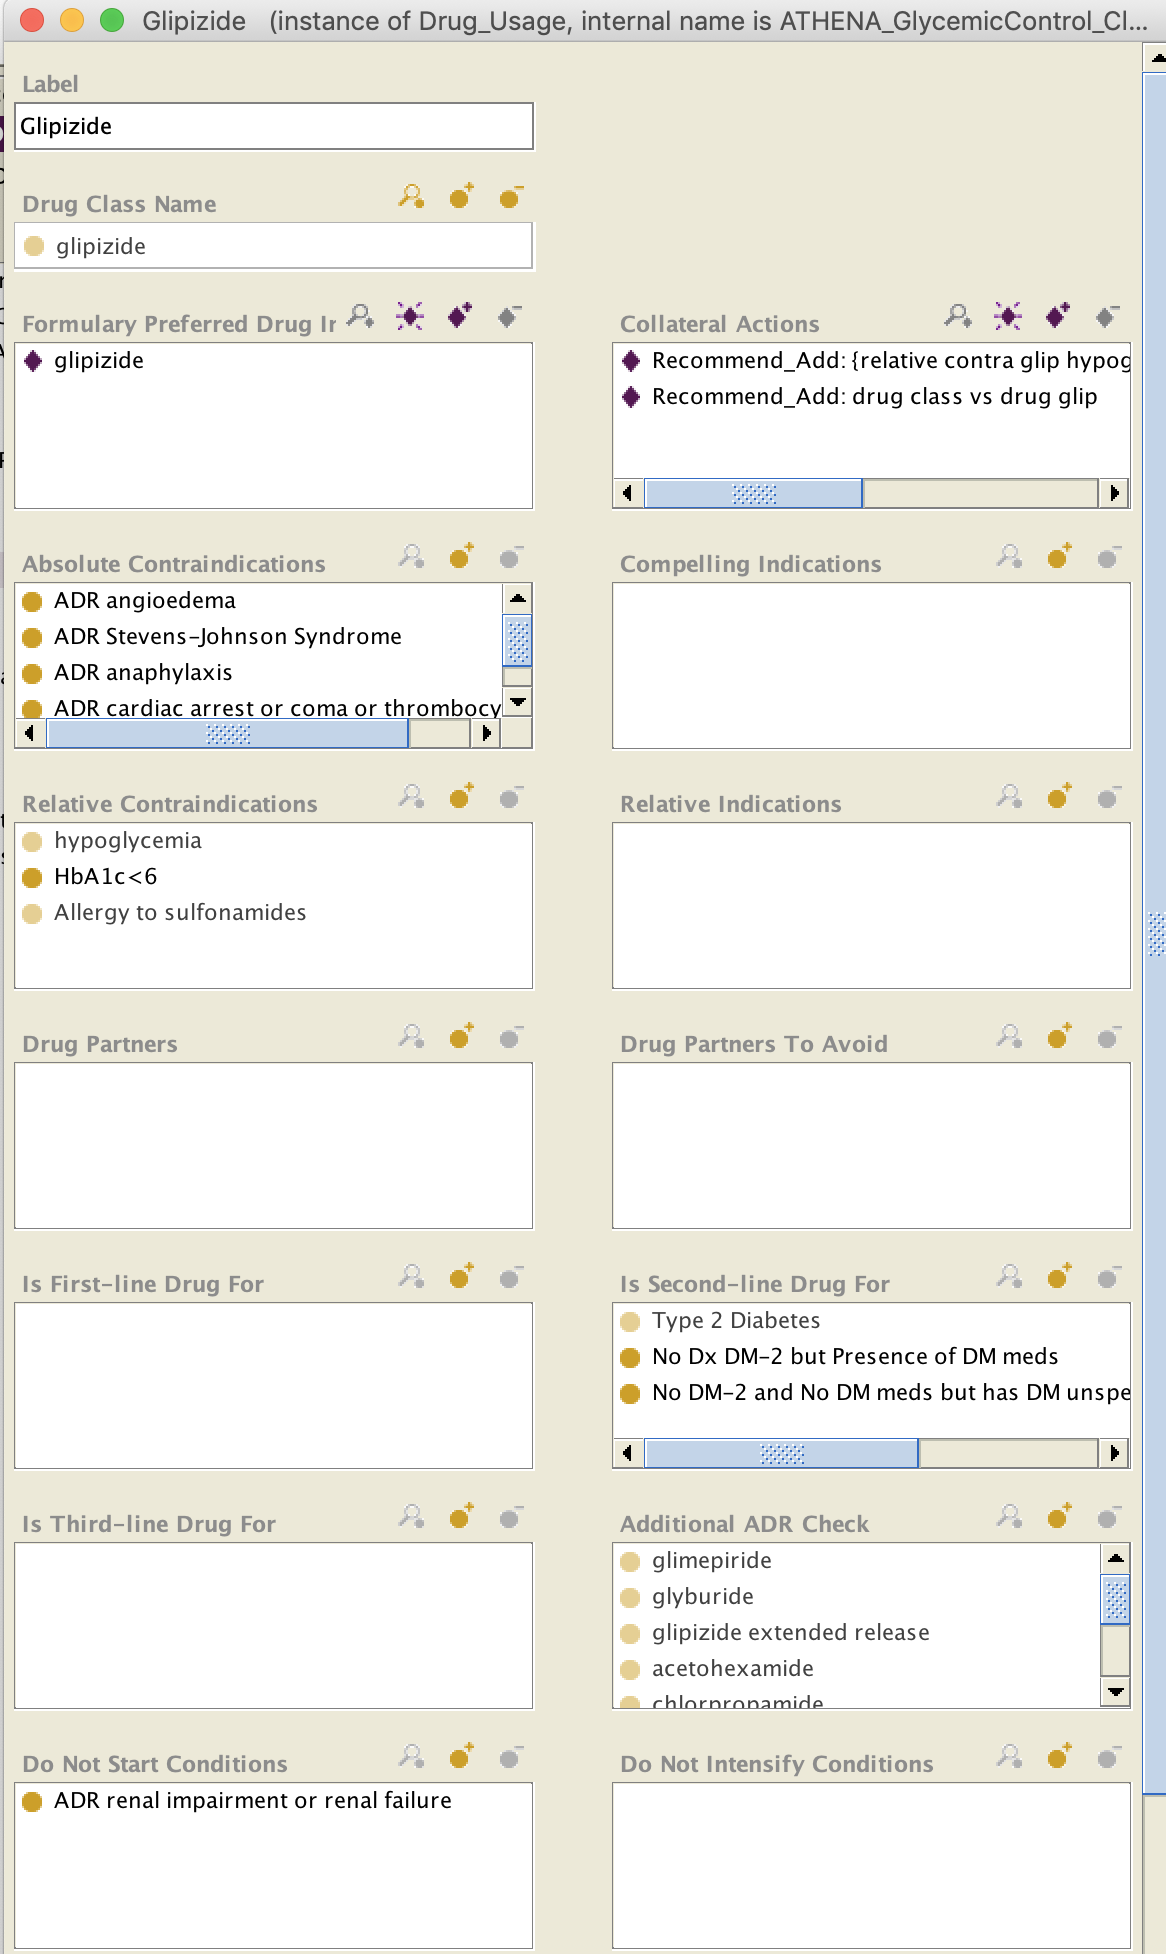 Glipizide (instance of Drug_Usage, internal name is ATHENA_GlycemicControl_Cl...
Label
Glipizide
Drug Class Name
glipizide
Formulary Preferred Drug Ir
glipizide
Collateral Actions
Recommend_Add: {relative contra glip hypog
Recommend_Add: drug class vs drug glip
Absolute Contraindications
ADR angioedema
ADR Stevens-Johnson Syndrome
ADR anaphylaxis
ADR cardiac arrest or coma or thrombocy
Compelling Indications
Relative Contraindications
hypoglycemia
HbA1c<6
Allergy to sulfonamides
Relative Indications
Drug Partners
Drug Partners To Avoid
Is First-line Drug For
Is Second-line Drug For
Type 2 Diabetes
No Dx DM-2 but Presence of DM meds
No DM-2 and No DM meds but has DM unspe
Is Third-line Drug For
Additional ADR Check
glimepiride
glyburide
glipizide extended release
acetohexamide
chlorpropamide
Do Not Start Conditions
ADR renal impairment or renal failure
Do Not Intensify Conditions